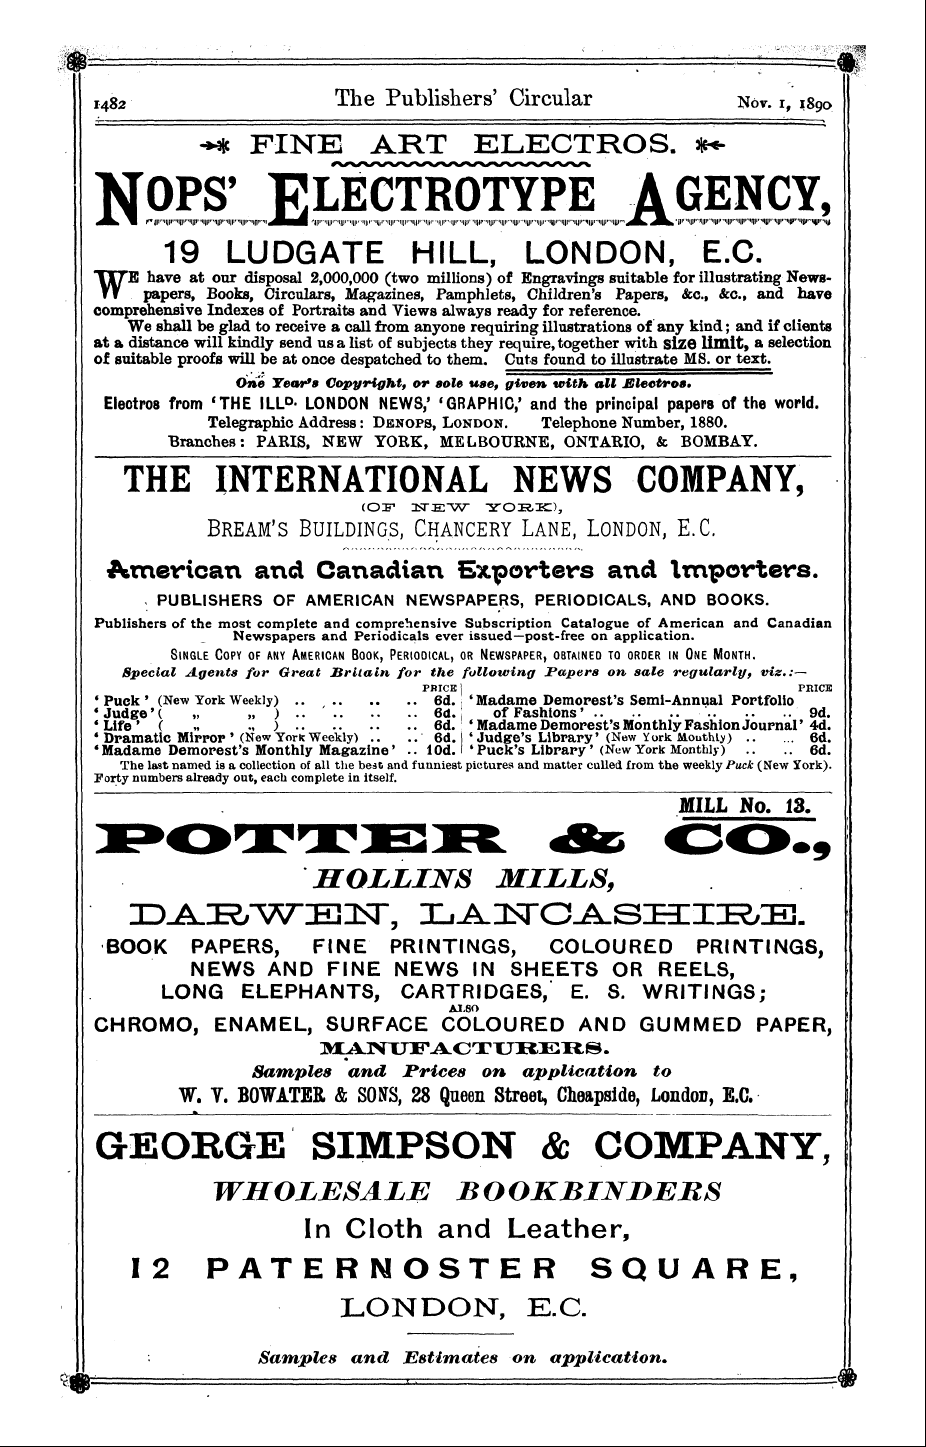 1482 The Publishers' Circular Nov. 1, 1890
FINE ART ELECTROS.
NOPS' ELECTROTYPE AGENCY,
19 LUDGATE HILL, LONDON, E.C.
WE have at our disposal 2,000,000 (two millions) of Engravings suitable for illustrating News-
papers, Books, Circulars, Magazines, Pamphlets, Children's Papers, &c., &c., and have
comprehensive Indexes of Portraits and Views always ready for reference.
We shall be glad to receive a call from anyone requiring illustrations of any kind; and if clients
at a distance will kindly send us a list of subjects they require, together with size limit, a selection
of suitable proofs will be at once despatched to them. Cuts found to illustrate MS. or text.
One Year's Copyright, or sole use, given with all Electros.
Electros from 'THE ILLD. LONDON NEWS,' 'GRAPHIC,' and the principal papers of the world.
Telegraphic Address: DENOPS, LONDON. Telephone Number, 1880.
Branches: PARIS, NEW YORK, MELBOURNE, ONTARIO, & BOMBAY.
THE INTERNATIONAL NEWS COMPANY,
(OF NEW YORK),
BREAM'S BUILDINGS, CHANCERY LANE, LONDON, E.C.
American and Canadian Exporters and Importers.
PUBLISHERS OF AMERICAN NEWSPAPERS, PERIODICALS, AND BOOKS.
Publishers of the most complete and comprehensive Subscription Catalogue of American and Canadian
Newspapers and Periodicals ever issued—post-free on application.
SINGLE COPY OF ANY AMERICAN BOOK, PERIODICAL, OR NEWSPAPER, OBTAINED TO ORDER IN ONE MONTH.
Special Agents for Great Britain for the following Papers on sale regularly, viz.:—
PRICE
'Puck' (New York Weekly) .. .. .. .. 6d.
'Judge' ( „ „ ) .. .. .. .. 6d.
'Life' ( „ „ ) .. .. .. .. 6d.
'Dramatic Mirror' (New York Weekly) .. .. 6d.
'Madame Demorest's Monthly Magazine' .. 10d.
PRICE
'Madame Demorest's Semi-Annual Portfolio
of Fashions' .. .. .. .. .. .. 9d.
'Madame Demorest's Monthly Fashion Journal' 4d.
'Judge's Library' (New York Monthly) .. .. 6d.
'Puck's Library' (New York Monthly) .. .. 6d.
The last named is a collection of all the best and funniest pictures and matter culled from the weekly Puck (New York).
Forty numbers already out, each complete in itself.
MILL No. 13.
POTTER & CO.,
HOLLINS MILLS,
DARWEN, LANCASHIRE.
BOOK PAPERS, FINE PRINTINGS, COLOURED PRINTINGS,
NEWS AND FINE NEWS IN SHEETS OR REELS,
LONG ELEPHANTS, CARTRIDGES, E. S. WRITINGS;
ALSO
CHROMO, ENAMEL, SURFACE COLOURED AND GUMMED PAPER,
MANUFACTURERS.
Samples and Prices on application to
W. V. BOWATER & SONS, 28 Queen Street, Cheapside, London, E.C.
GEORGE SIMPSON & COMPANY,
WHOLESALE BOOKBINDERS
In Cloth and Leather,
12 PATERNOSTER SQUARE,
LONDON, E.C.
Samples and Estimates on application.